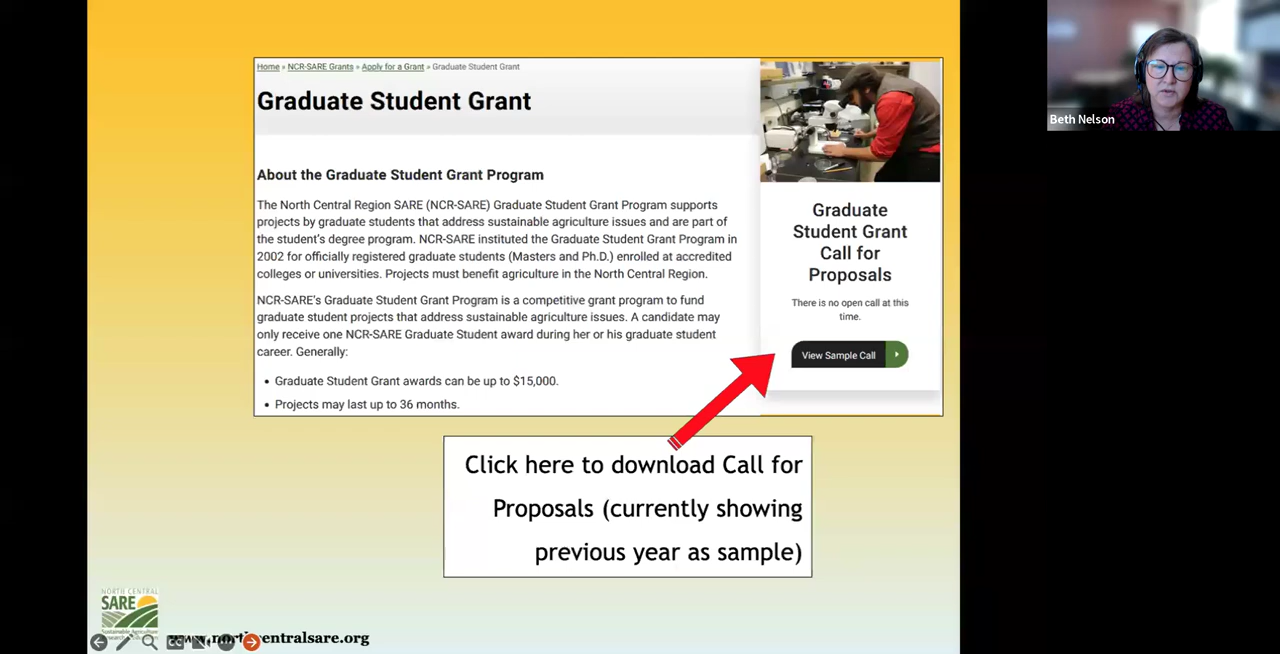 Home » NCR-SARE Grants » Apply for a Grant » Graduate Student Grant
Graduate Student Grant
About the Graduate Student Grant Program
The North Central Region SARE (NCR-SARE) Graduate Student Grant Program supports
projects by graduate students that address sustainable agriculture issues and are part of
the student's degree program. NCR-SARE instituted the Graduate Student Grant Program in
2002 for officially registered graduate students (Masters and Ph.D.) enrolled at accredited
colleges or universities. Projects must benefit agriculture in the North Central Region.
NCR-SARE's Graduate Student Grant Program is a competitive grant program to fund
graduate student projects that address sustainable agriculture issues. A candidate may
only receive one NCR-SARE Graduate Student award during her or his graduate student
career. Generally:
• Graduate Student Grant awards can be up to $15,000.
• Projects may last up to 36 months.
Graduate
Student Grant
Call for
Proposals
There is no open call at this
time.
View Sample Call
Click here to download Call for
Proposals (currently showing
previous year as sample)
NORTH CENTRAL
SARE
Sustainable Agriculture
www.northcentralsare.org
CC
Beth Nelson